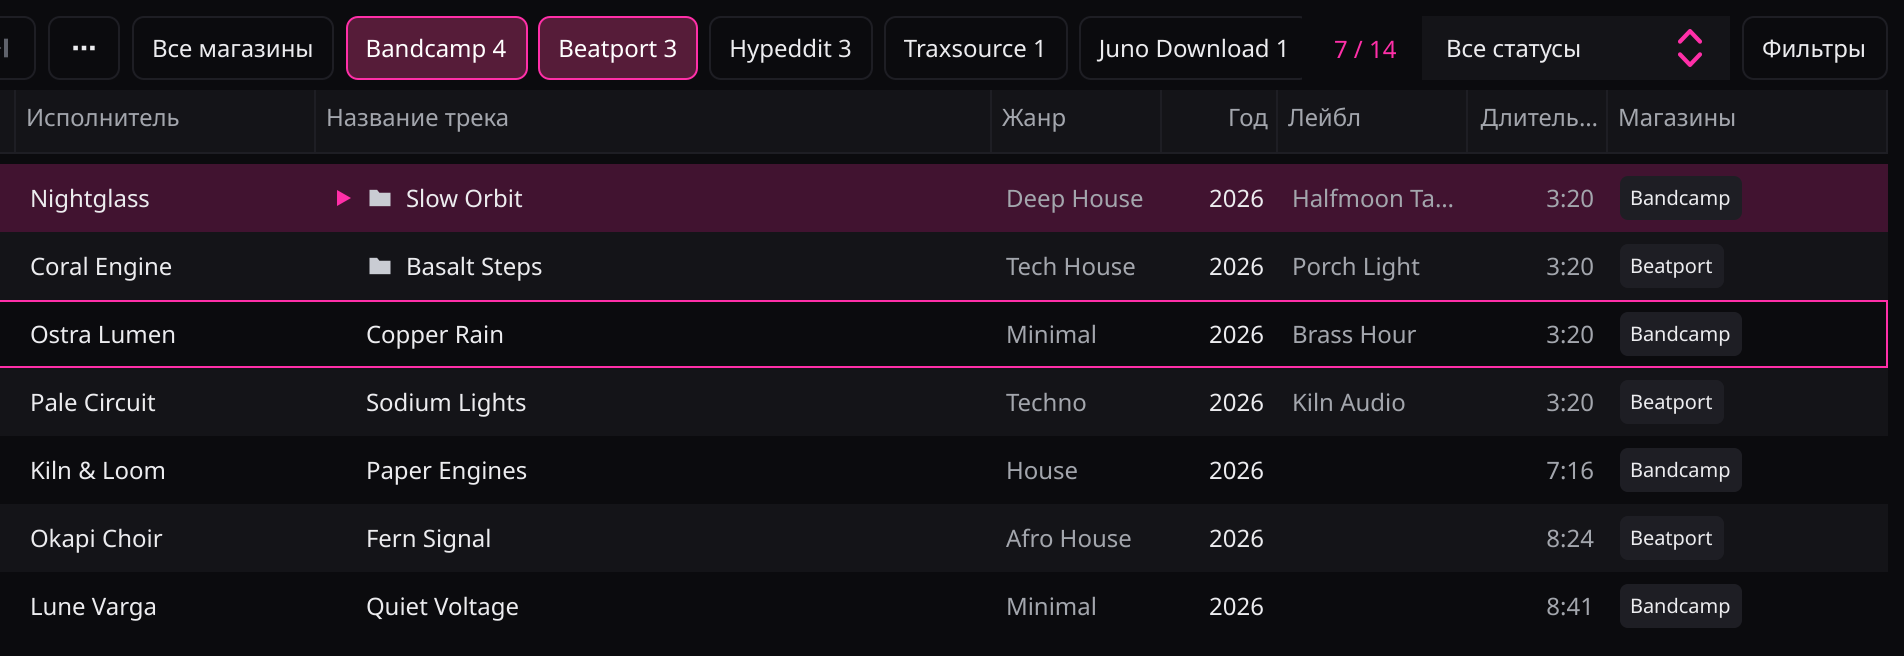 ... Все магазины Bandcamp 4 Beatport 3 Hypeddit 3 Traxsource 1 Juno Download 1 7 / 14 Все статусы Фильтры
Исполнитель Название трека Жанр Год Лейбл Длитель... Магазины
Nightglass Slow Orbit Deep House 2026 Halfmoon Ta... 3:20 Bandcamp
Coral Engine Basalt Steps Tech House 2026 Porch Light 3:20 Beatport
Ostra Lumen Copper Rain Minimal 2026 Brass Hour 3:20 Bandcamp
Pale Circuit Sodium Lights Techno 2026 Kiln Audio 3:20 Beatport
Kiln & Loom Paper Engines House 2026 7:16 Bandcamp
Okapi Choir Fern Signal Afro House 2026 8:24 Beatport
Lune Varga Quiet Voltage Minimal 2026 8:41 Bandcamp